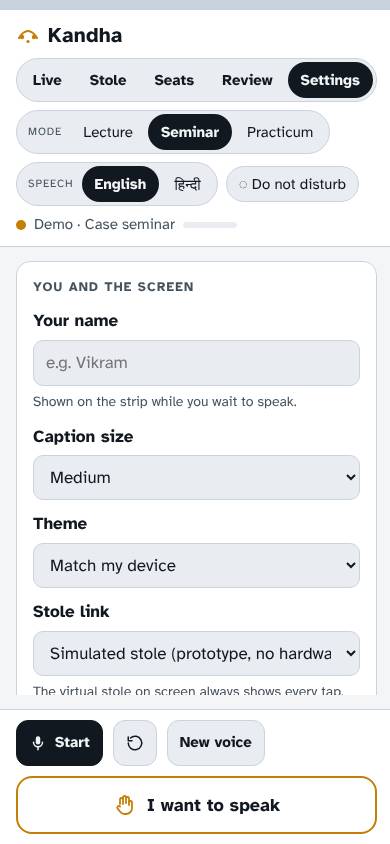 Kandha
Live Stole Seats Review Settings
MODE Lecture Seminar Practicum
SPEECH English हिन्दी Do not disturb
Demo · Case seminar
YOU AND THE SCREEN
Your name
e.g. Vikram
Shown on the strip while you wait to speak.
Caption size
Medium
Theme
Match my device
Stole link
Simulated stole (prototype, no hardwa
The virtual stole on screen always shows every tap.
Start New voice
I want to speak